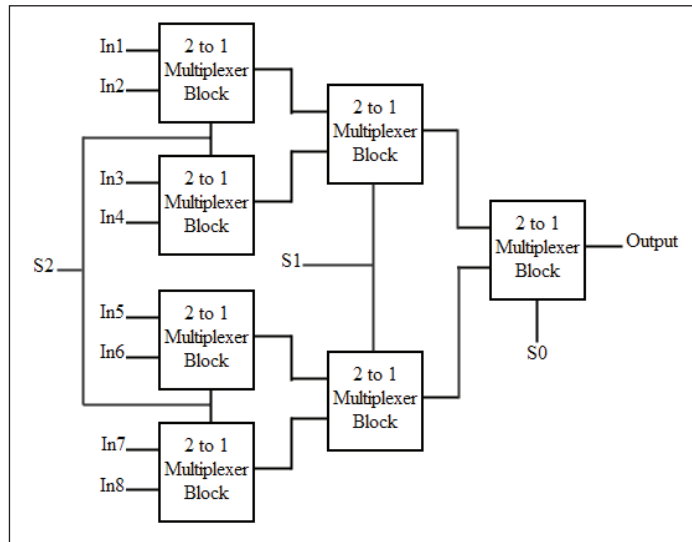 In1
In2
2 to 1
Multiplexer
Block
In3
In4
2 to 1
Multiplexer
Block
S2
In5
In6
2 to 1
Multiplexer
Block
In7
In8
2 to 1
Multiplexer
Block
2 to 1
Multiplexer
Block
S1
2 to 1
Multiplexer
Block
2 to 1
Multiplexer
Block
S0
Output